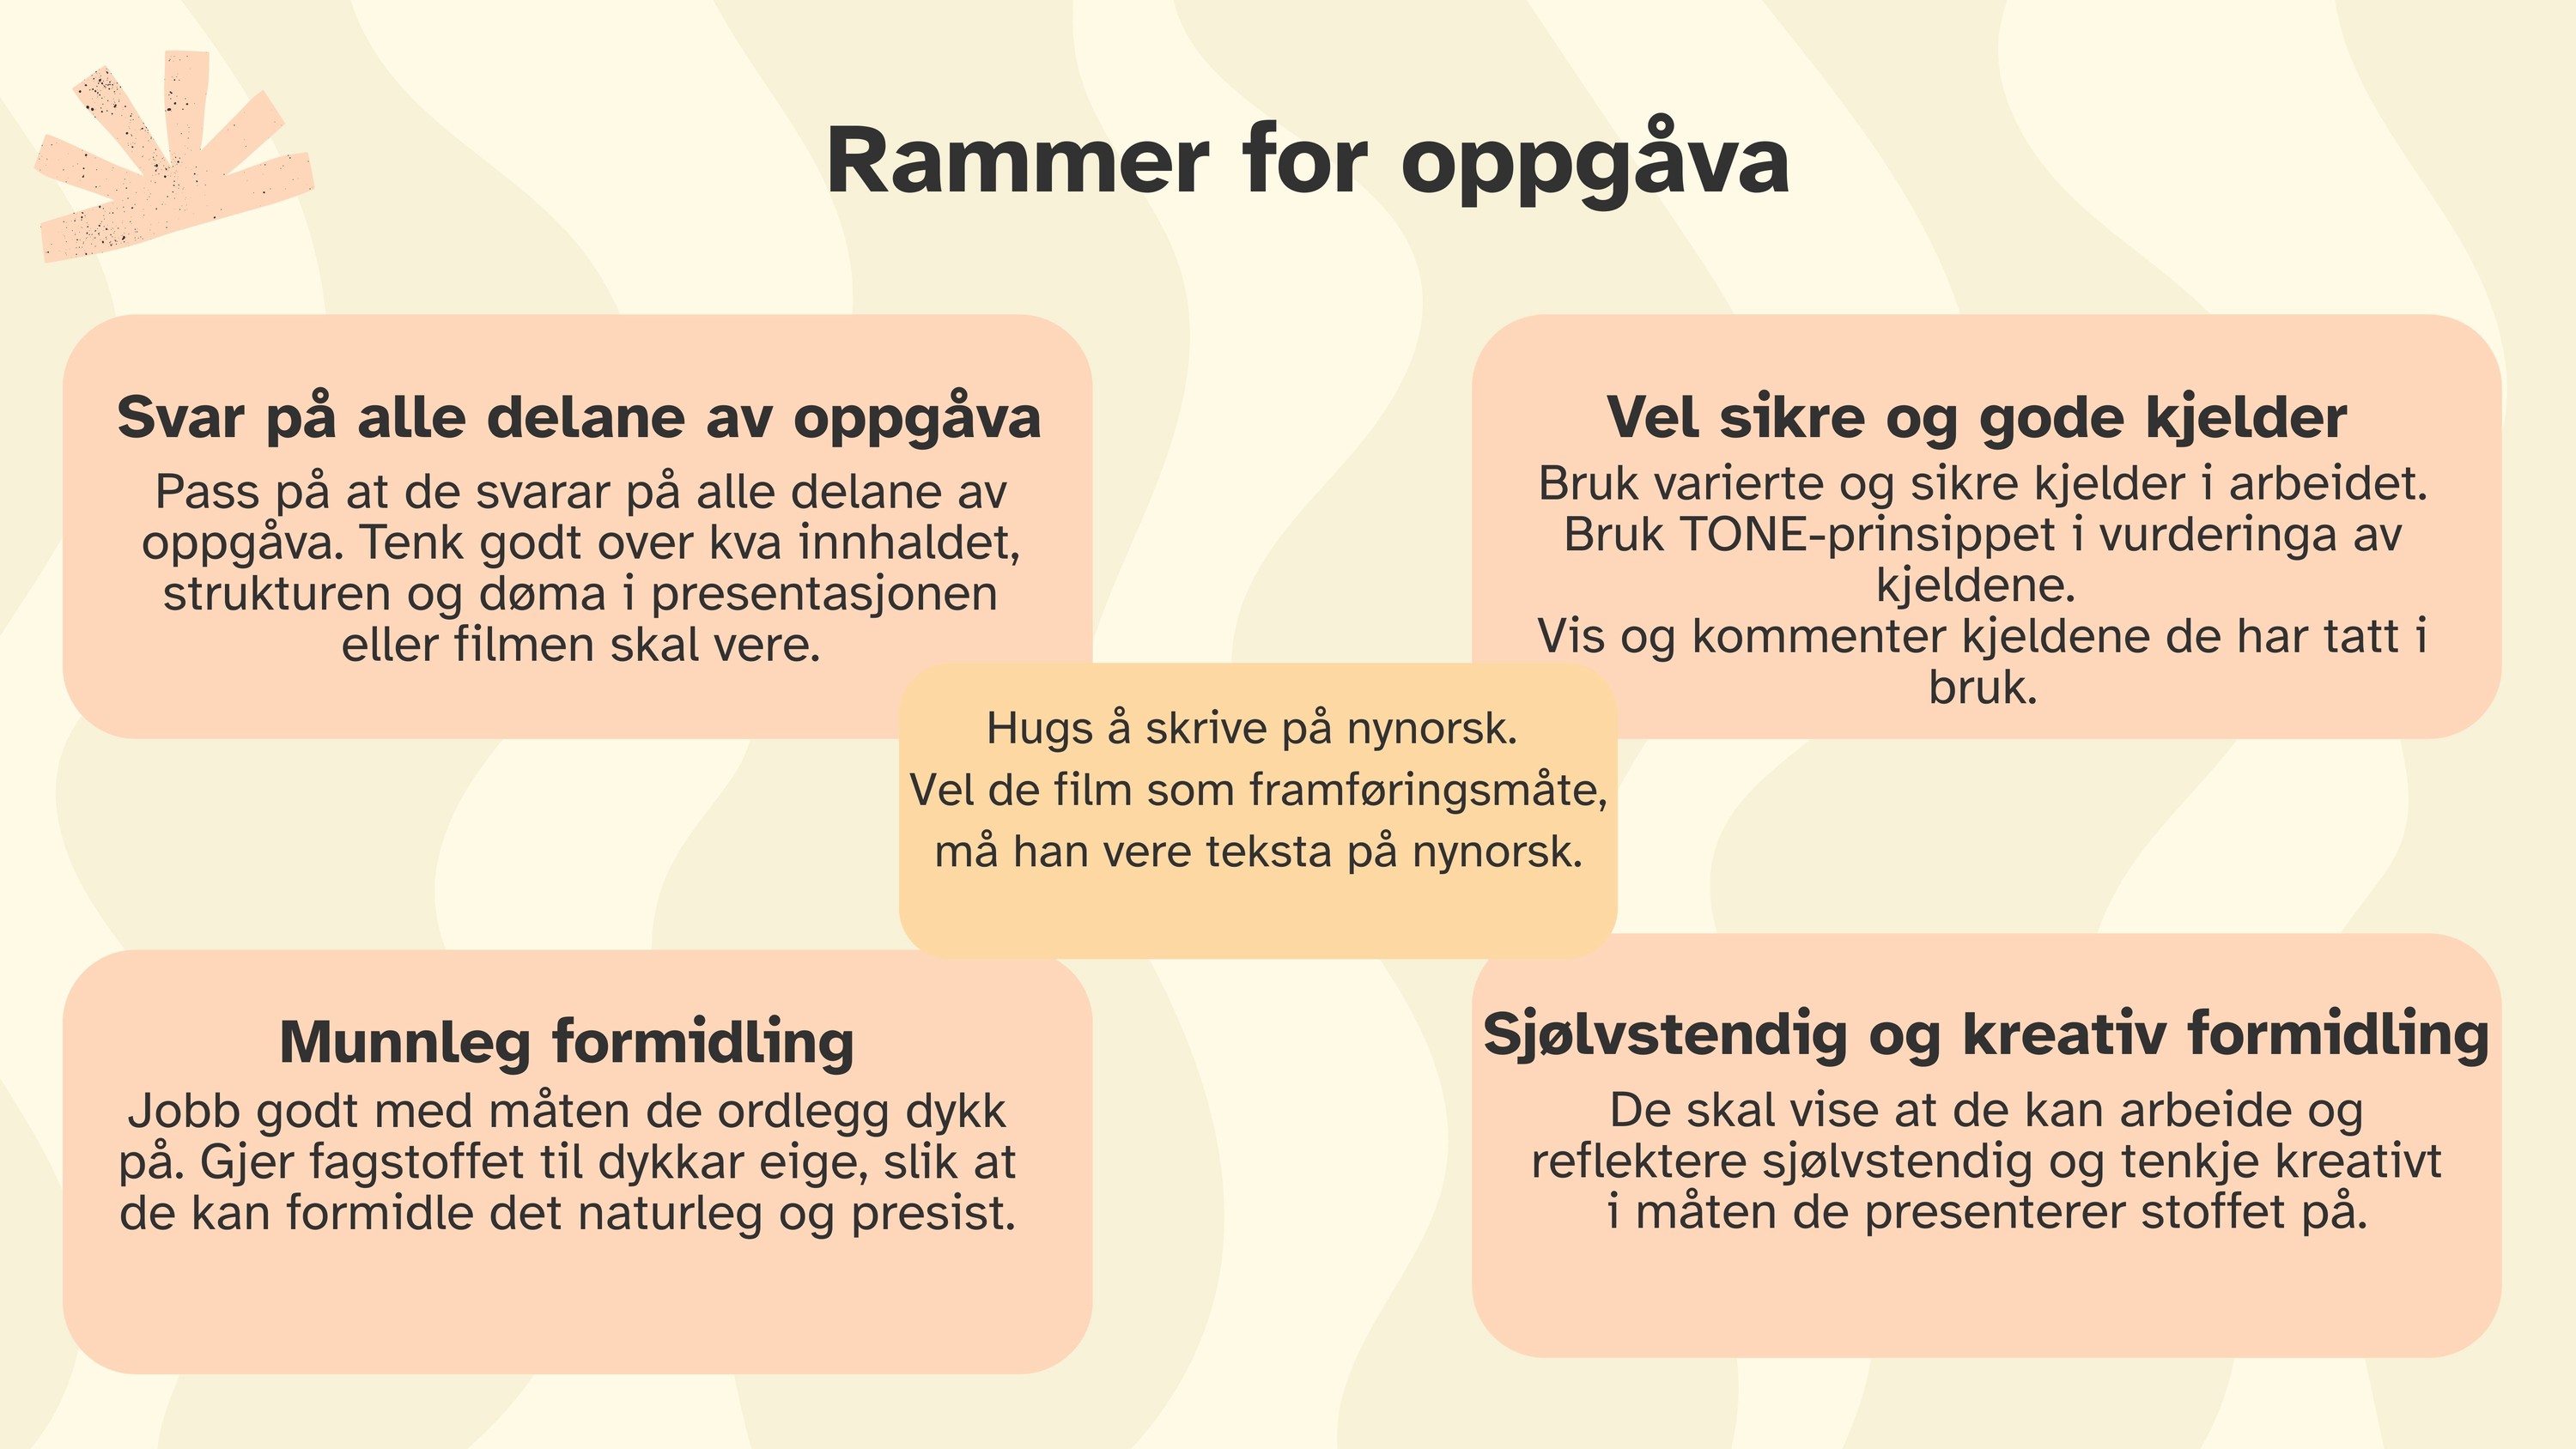 Rammer for oppgåva
Svar på alle delane av oppgåva
Pass på at de svarar på alle delane av
oppgåva. Tenk godt over kva innhaldet,
strukturen og døma i presentasjonen
eller filmen skal vere.
Vel sikre og gode kjelder
Bruk varierte og sikre kjelder i arbeidet.
Bruk TONE-prinsippet i vurderinga av
kjeldene.
Vis og kommenter kjeldene de har tatt i
bruk.
Hugs å skrive på nynorsk.
Vel de film som framføringsmåte,
må han vere teksta på nynorsk.
Munnleg formidling
Jobb godt med måten de ordlegg dykk
på. Gjer fagstoffet til dykkar eige, slik at
de kan formidle det naturleg og presist.
Sjølvstendig og kreativ formidling
De skal vise at de kan arbeide og
reflektere sjølvstendig og tenkje kreativt
i måten de presenterer stoffet på.